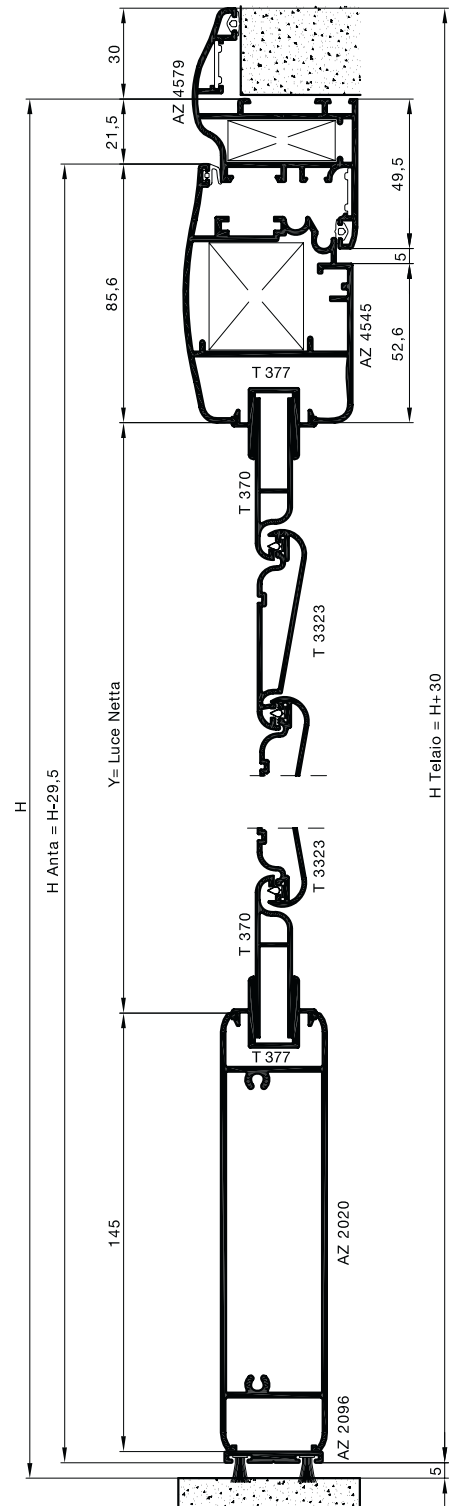 30
AZ 4579
21,5
49,5
5
85,6
AZ 4545
52,6
T 377
T 370
T 3323
Y= Luce Netta
H Telaio = H+30
H
H Anta = H-29,5
T 3323
T 370
T 377
145
AZ 2020
AZ 2096
5